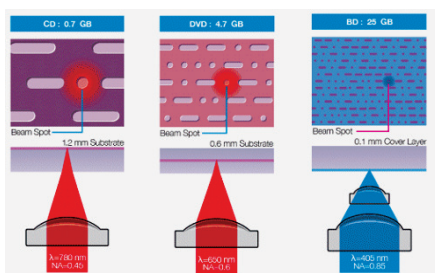 CD : 0.7 GB
DVD : 4.7 GB
BD: 25 GB
Beam Spot
Beam Spot
Beam Spot
1.2 mm Substrate
0.6 mm Substrate
0.1 mm Cover Layer
λ=780 nm
NA=0.45
λ=650 nm
NA=0.6
λ=405 nm
NA=0.85